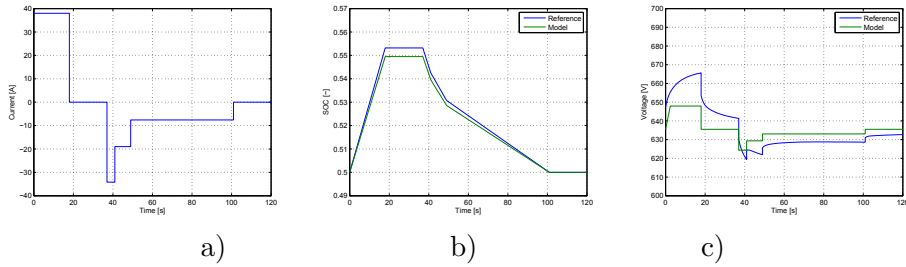 40
30
20
10
0
−10
−20
−30
−40
Current [A]
0 20 40 60 80 100 120
Time [s]
a)
0.56
0.55
0.54
0.53
0.52
0.51
0.5
0.49
SOC [−]
Reference
Model
0 20 40 60 80 100 120
Time [s]
b)
700
690
680
670
660
650
640
630
620
610
600
Voltage [V]
Reference
Model
0 20 40 60 80 100 120
Time [s]
c)